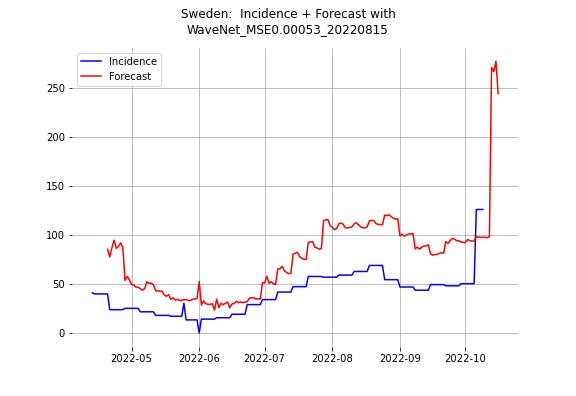 Sweden:  Incidence + Forecast with
WaveNet_MSE0.00053_20220815
Incidence
Forecast
250
200
150
100
50
0
2022-05 2022-06 2022-07 2022-08 2022-09 2022-10